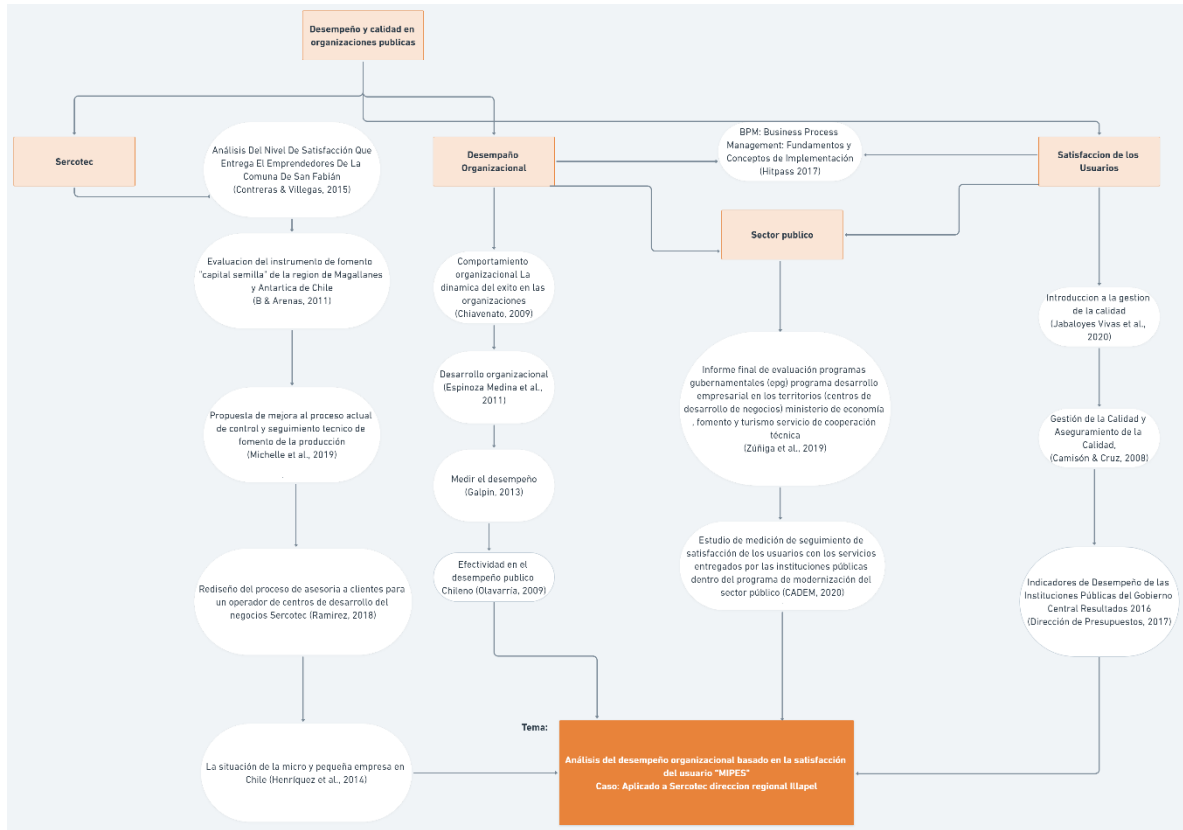 Desempeño y calidad en
organizaciones publicas
Sercotec
Análisis Del Nivel De Satisfacción Que
Entrega El Emprendedores De La
Comuna De San Fabián
(Contreras & Villegas, 2015)
Evaluacion del instrumento de fomento
"capital semilla" de la region de Magallanes
y Antartica de Chile
(B & Arenas, 2011)
Propuesta de mejora al proceso actual
de control y seguimiento tecnico de
fomento de la producción
(Michelle et al., 2019)
.
Rediseño del proceso de asesoria a clientes para
un operador de centros de desarrollo del
negocios Sercotec (Ramirez, 2018)
La situación de la micro y pequeña empresa en
Chile (Henríquez et al., 2014)
Desempaño
Organizacional
Comportamiento
organizacional La
dinamica del exito en las
organizaciones
(Chiavenato, 2009)
Desarrollo organizacional
(Espinoza Medina et al.,
2011)
Medir el desempeño
(Galpin, 2013)
Efectividad en el
desempeño publico
Chileno (Olavarría, 2009)
BPM: Business Process
Management: Fundamentos y
Conceptos de Implementación
(Hitpass 2017)
Sector publico
Informe final de evaluación programas
gubernamentales (epg) programa desarrollo
empresarial en los territorios (centros de
desarrollo de negocios) ministerio de economía
, fomento y turismo servicio de cooperación
técnica
(Zúñiga et al., 2019)
Estudio de medición de seguimiento de
satisfacción de los usuarios con los servicios
entregados por las instituciones públicas
dentro del programa de modernización del
sector público (CADEM, 2020)
Satisfaccion de los
Usuarios
Introduccion a la gestion
de la calidad
(Jabaloyes Vivas et al.,
2020)
Gestión de la Calidad y
Aseguramiento de la
Calidad,
(Camisón & Cruz, 2008)
Indicadores de Desempeño de las
Instituciones Públicas del Gobierno
Central Resultados 2016
(Dirección de Presupuestos, 2017)
Tema:
Análisis del desempeño organizacional basado en la satisfacción
del usuario "MIPES"
Caso: Aplicado a Sercotec direccion regional Illapel